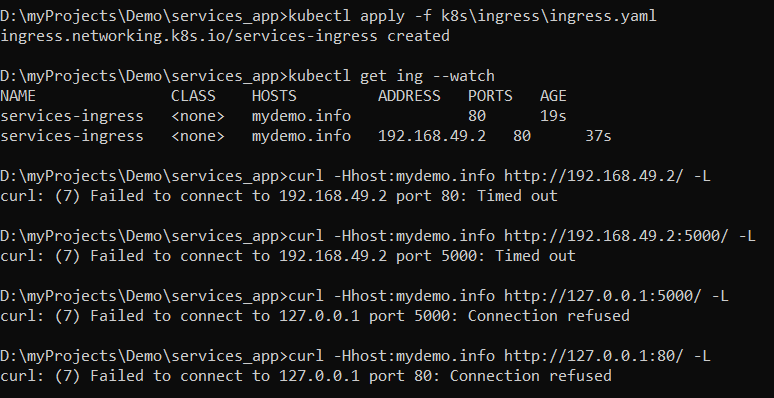 D:\myProjects\Demo\services_app>kubectl apply -f k8s\ingress\ingress.yaml
ingress.networking.k8s.io/services-ingress created
D:\myProjects\Demo\services_app>kubectl get ing --watch
NAME               CLASS    HOSTS         ADDRESS   PORTS   AGE
services-ingress   <none>   mydemo.info             80      19s
services-ingress   <none>   mydemo.info   192.168.49.2   80      37s
D:\myProjects\Demo\services_app>curl -Hhost:mydemo.info http://192.168.49.2/ -L
curl: (7) Failed to connect to 192.168.49.2 port 80: Timed out
D:\myProjects\Demo\services_app>curl -Hhost:mydemo.info http://192.168.49.2:5000/ -L
curl: (7) Failed to connect to 192.168.49.2 port 5000: Timed out
D:\myProjects\Demo\services_app>curl -Hhost:mydemo.info http://127.0.0.1:5000/ -L
curl: (7) Failed to connect to 127.0.0.1 port 5000: Connection refused
D:\myProjects\Demo\services_app>curl -Hhost:mydemo.info http://127.0.0.1:80/ -L
curl: (7) Failed to connect to 127.0.0.1 port 80: Connection refused